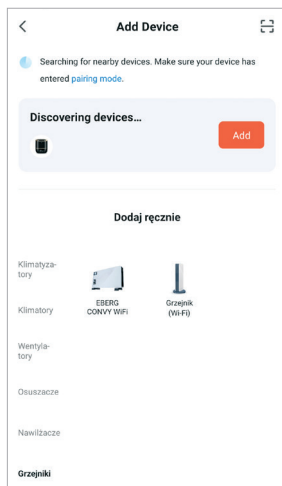 Add Device
Searching for nearby devices. Make sure your device has
entered pairing mode.
Discovering devices...
Add
Dodaj ręcznie
Klimatyza-
tory
Klimatory
Wentyla-
tory
Osuszacze
Nawilżacze
Grzejniki
EBERG
CONVY WiFi
Grzejnik
(Wi-Fi)